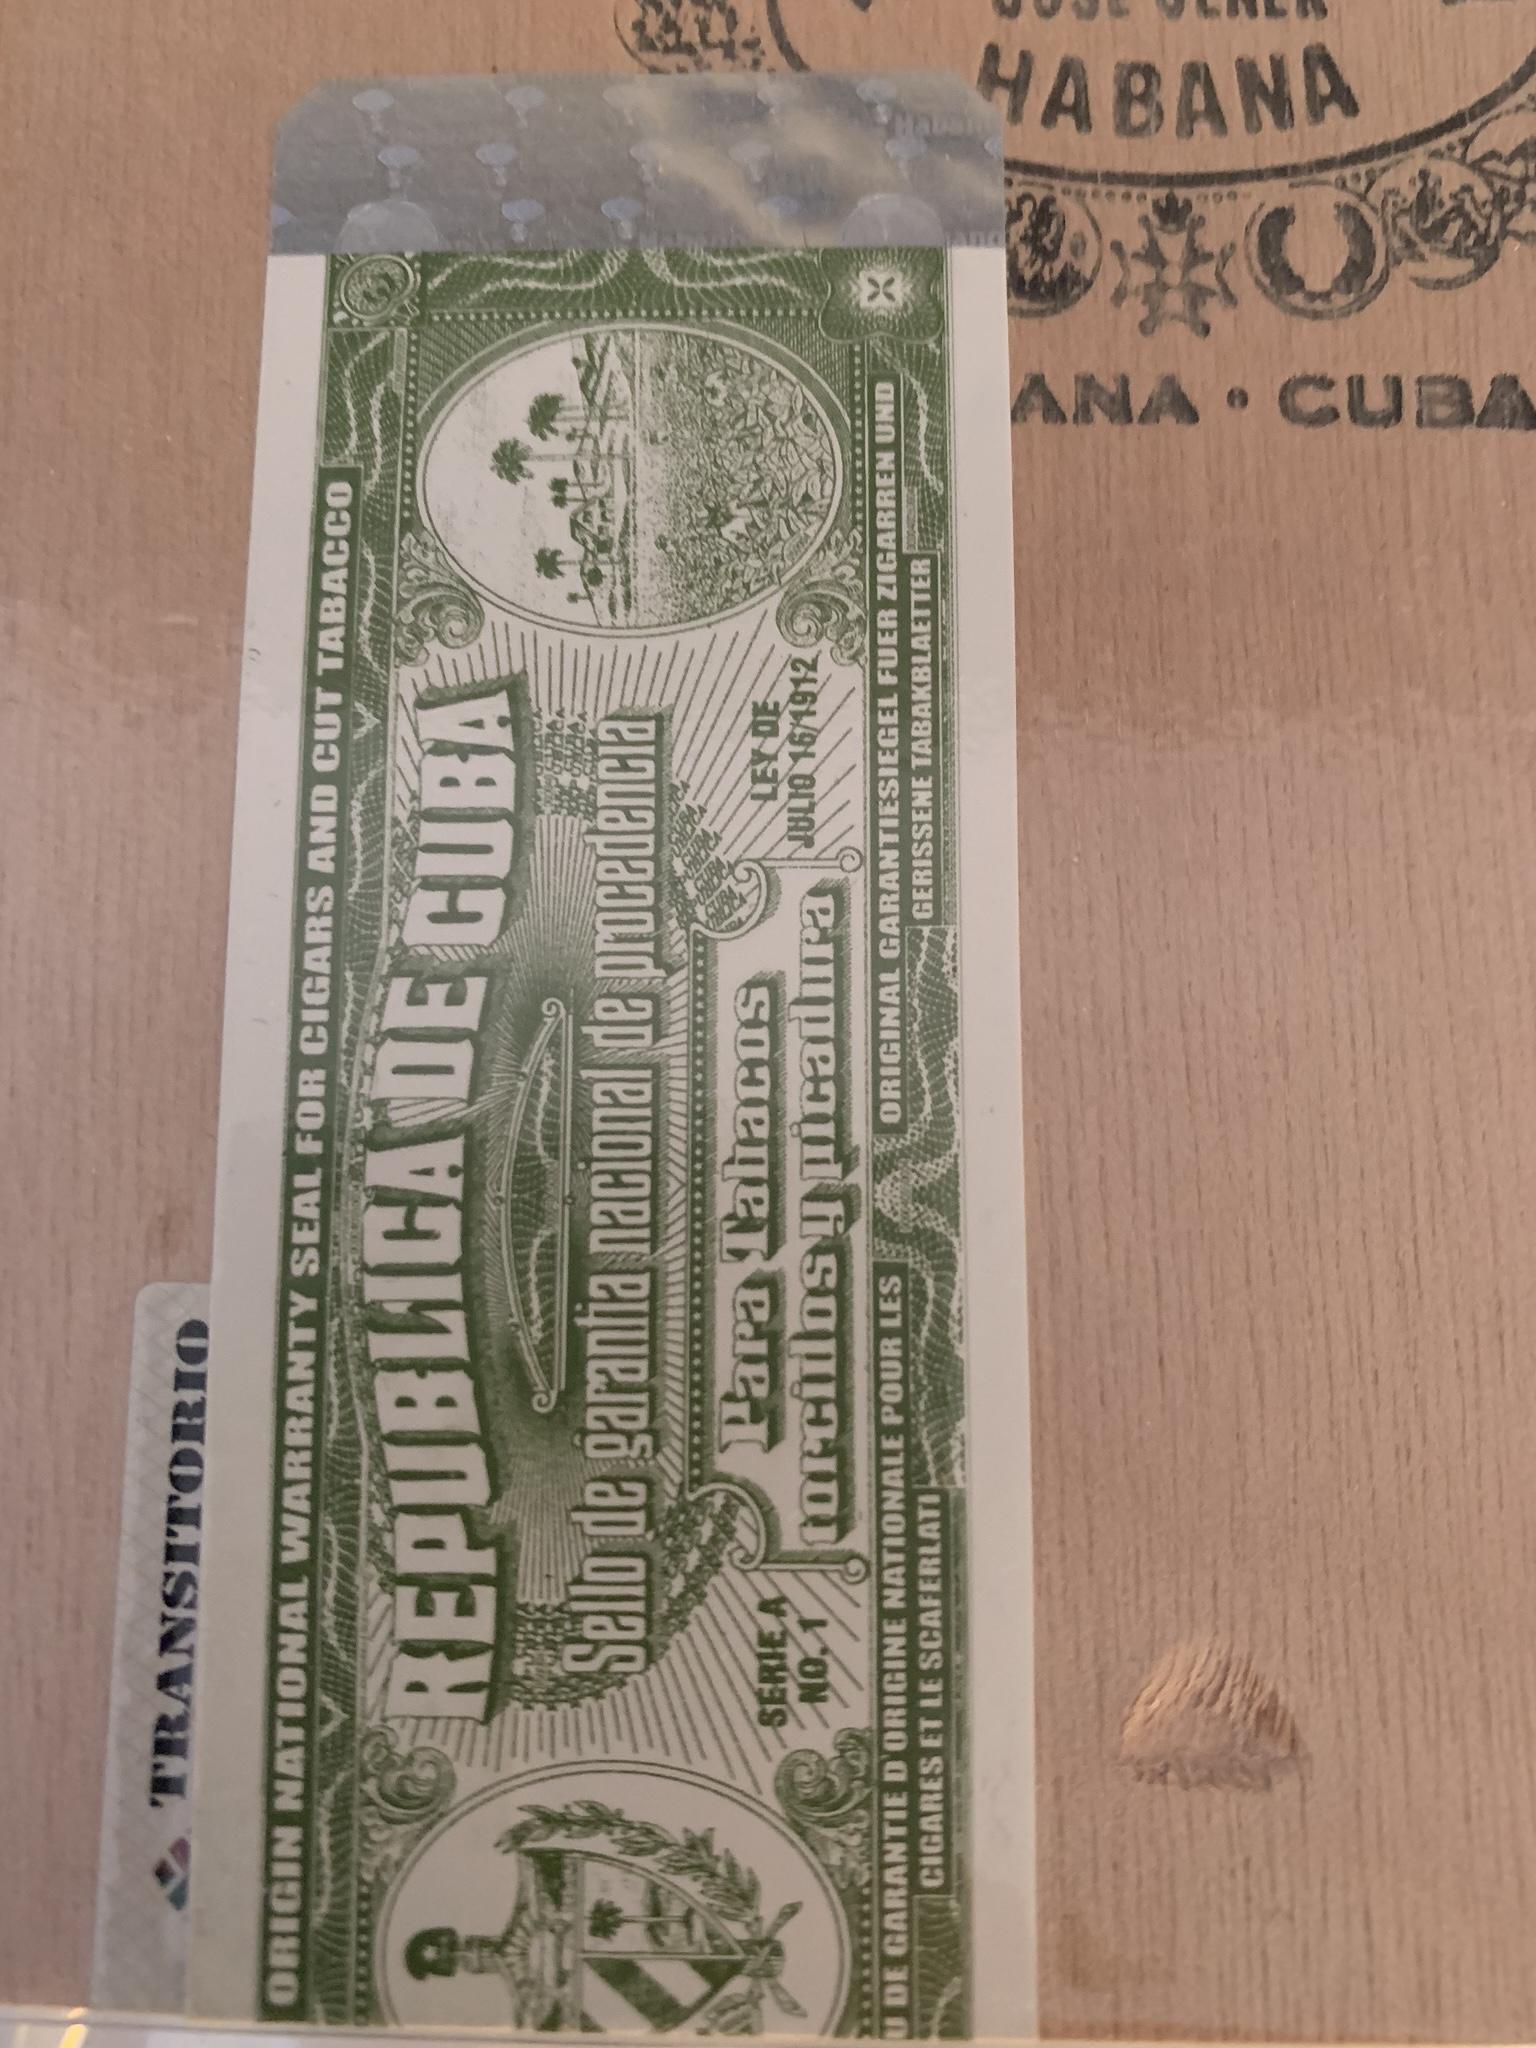 JOSE GENER
HABANA
ANA • CUBA
ORIGIN NATIONAL WARRANTY SEAL FOR CIGARS AND CUT TABACCO
REPUBLICA DE CUBA
Sello de garantia nacional de procedencia
Para Tabacos
torcidos y picadura
SERIE A
NO. 1
LEY DE
JULIO 16/1912
U DE GARANTIE D'ORIGINE NATIONALE POUR LES
CIGARES ET LE SCAFERLATI
ORIGINAL GARANTIESIEGEL FUER ZIGARREN UND
GERISSENE TABAKBLAETTER
TRANSITORIO